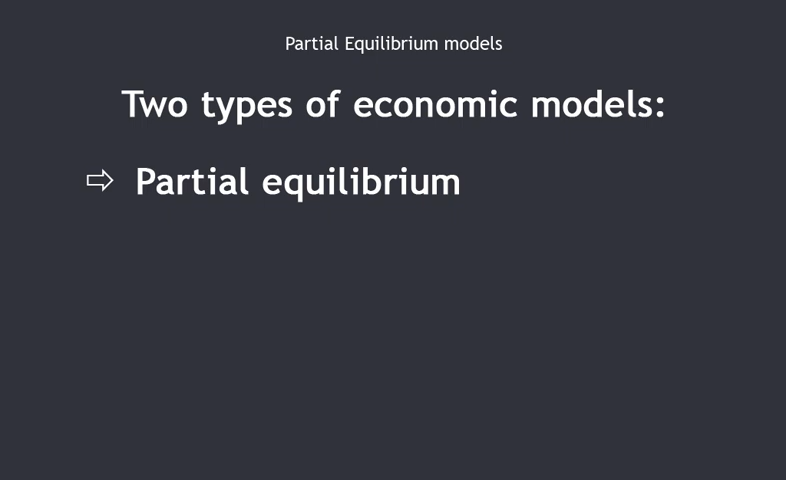 Partial Equilibrium models
Two types of economic models:
⇨ Partial equilibrium